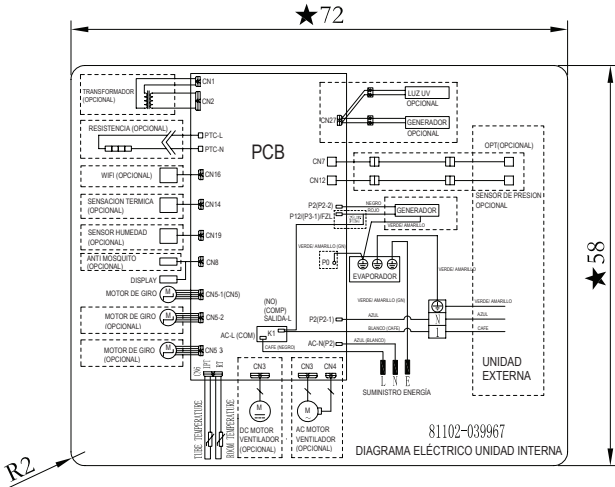 ★72
TRANSFORMADOR
(OPCIONAL)
CN1
CN2
RESISTENCIA (OPCIONAL)
PTC-L
PTC-N
WIFI (OPCIONAL)
CN16
SENSACION TERMICA
(OPCIONAL)
CN14
SENSOR HUMEDAD
(OPCIONAL)
CN19
ANTI MOSQUITO
(OPCIONAL)
CN8
DISPLAY
MOTOR DE GIRO
M
CN5-1(CN5)
MOTOR DE GIRO
(OPCIONAL)
M
CN5-2
MOTOR DE GIRO
(OPCIONAL)
M
CN5 3
PCB
LUZ UV
OPCIONAL
CN27
GENERADOR
OPCIONAL
CN7
CN12
OPT(OPCIONAL)
SENSOR DE PRESION
OPCIONAL
P2(P2-2)
NEGRO
P12(P3-1)/FZL
ROJO
GENERADOR
VERDE/ AMARILLO
VERDE/ AMARILLO (GN)
P0
EVAPORADOR
VERDE/ AMARILLO
VERDE/ AMARILLO (GN)
VERDE/ AMARILLO
(NO)
(COMP)
SALIDA-L
P2(P2-1)
AZUL
N
AZUL
AC-L (COM)
K1
BLANCO (CAFE)
1
CAFE
CAFE (NEGRO)
AC-N(P2)
AZUL (BLANCO)
L N E
SUMINISTRO ENERGÍA
UNIDAD
EXTERNA
CN6
IPT
RT
TUBE TEMPERATURE
ROOM TEMPERATURE
CN3
M
DC MOTOR
VENTILADOR
(OPCIONAL)
CN3
CN4
M
AC MOTOR
VENTILADOR
(OPCIONAL)
81102-039967
DIAGRAMA ELÉCTRICO UNIDAD INTERNA
★58
R2